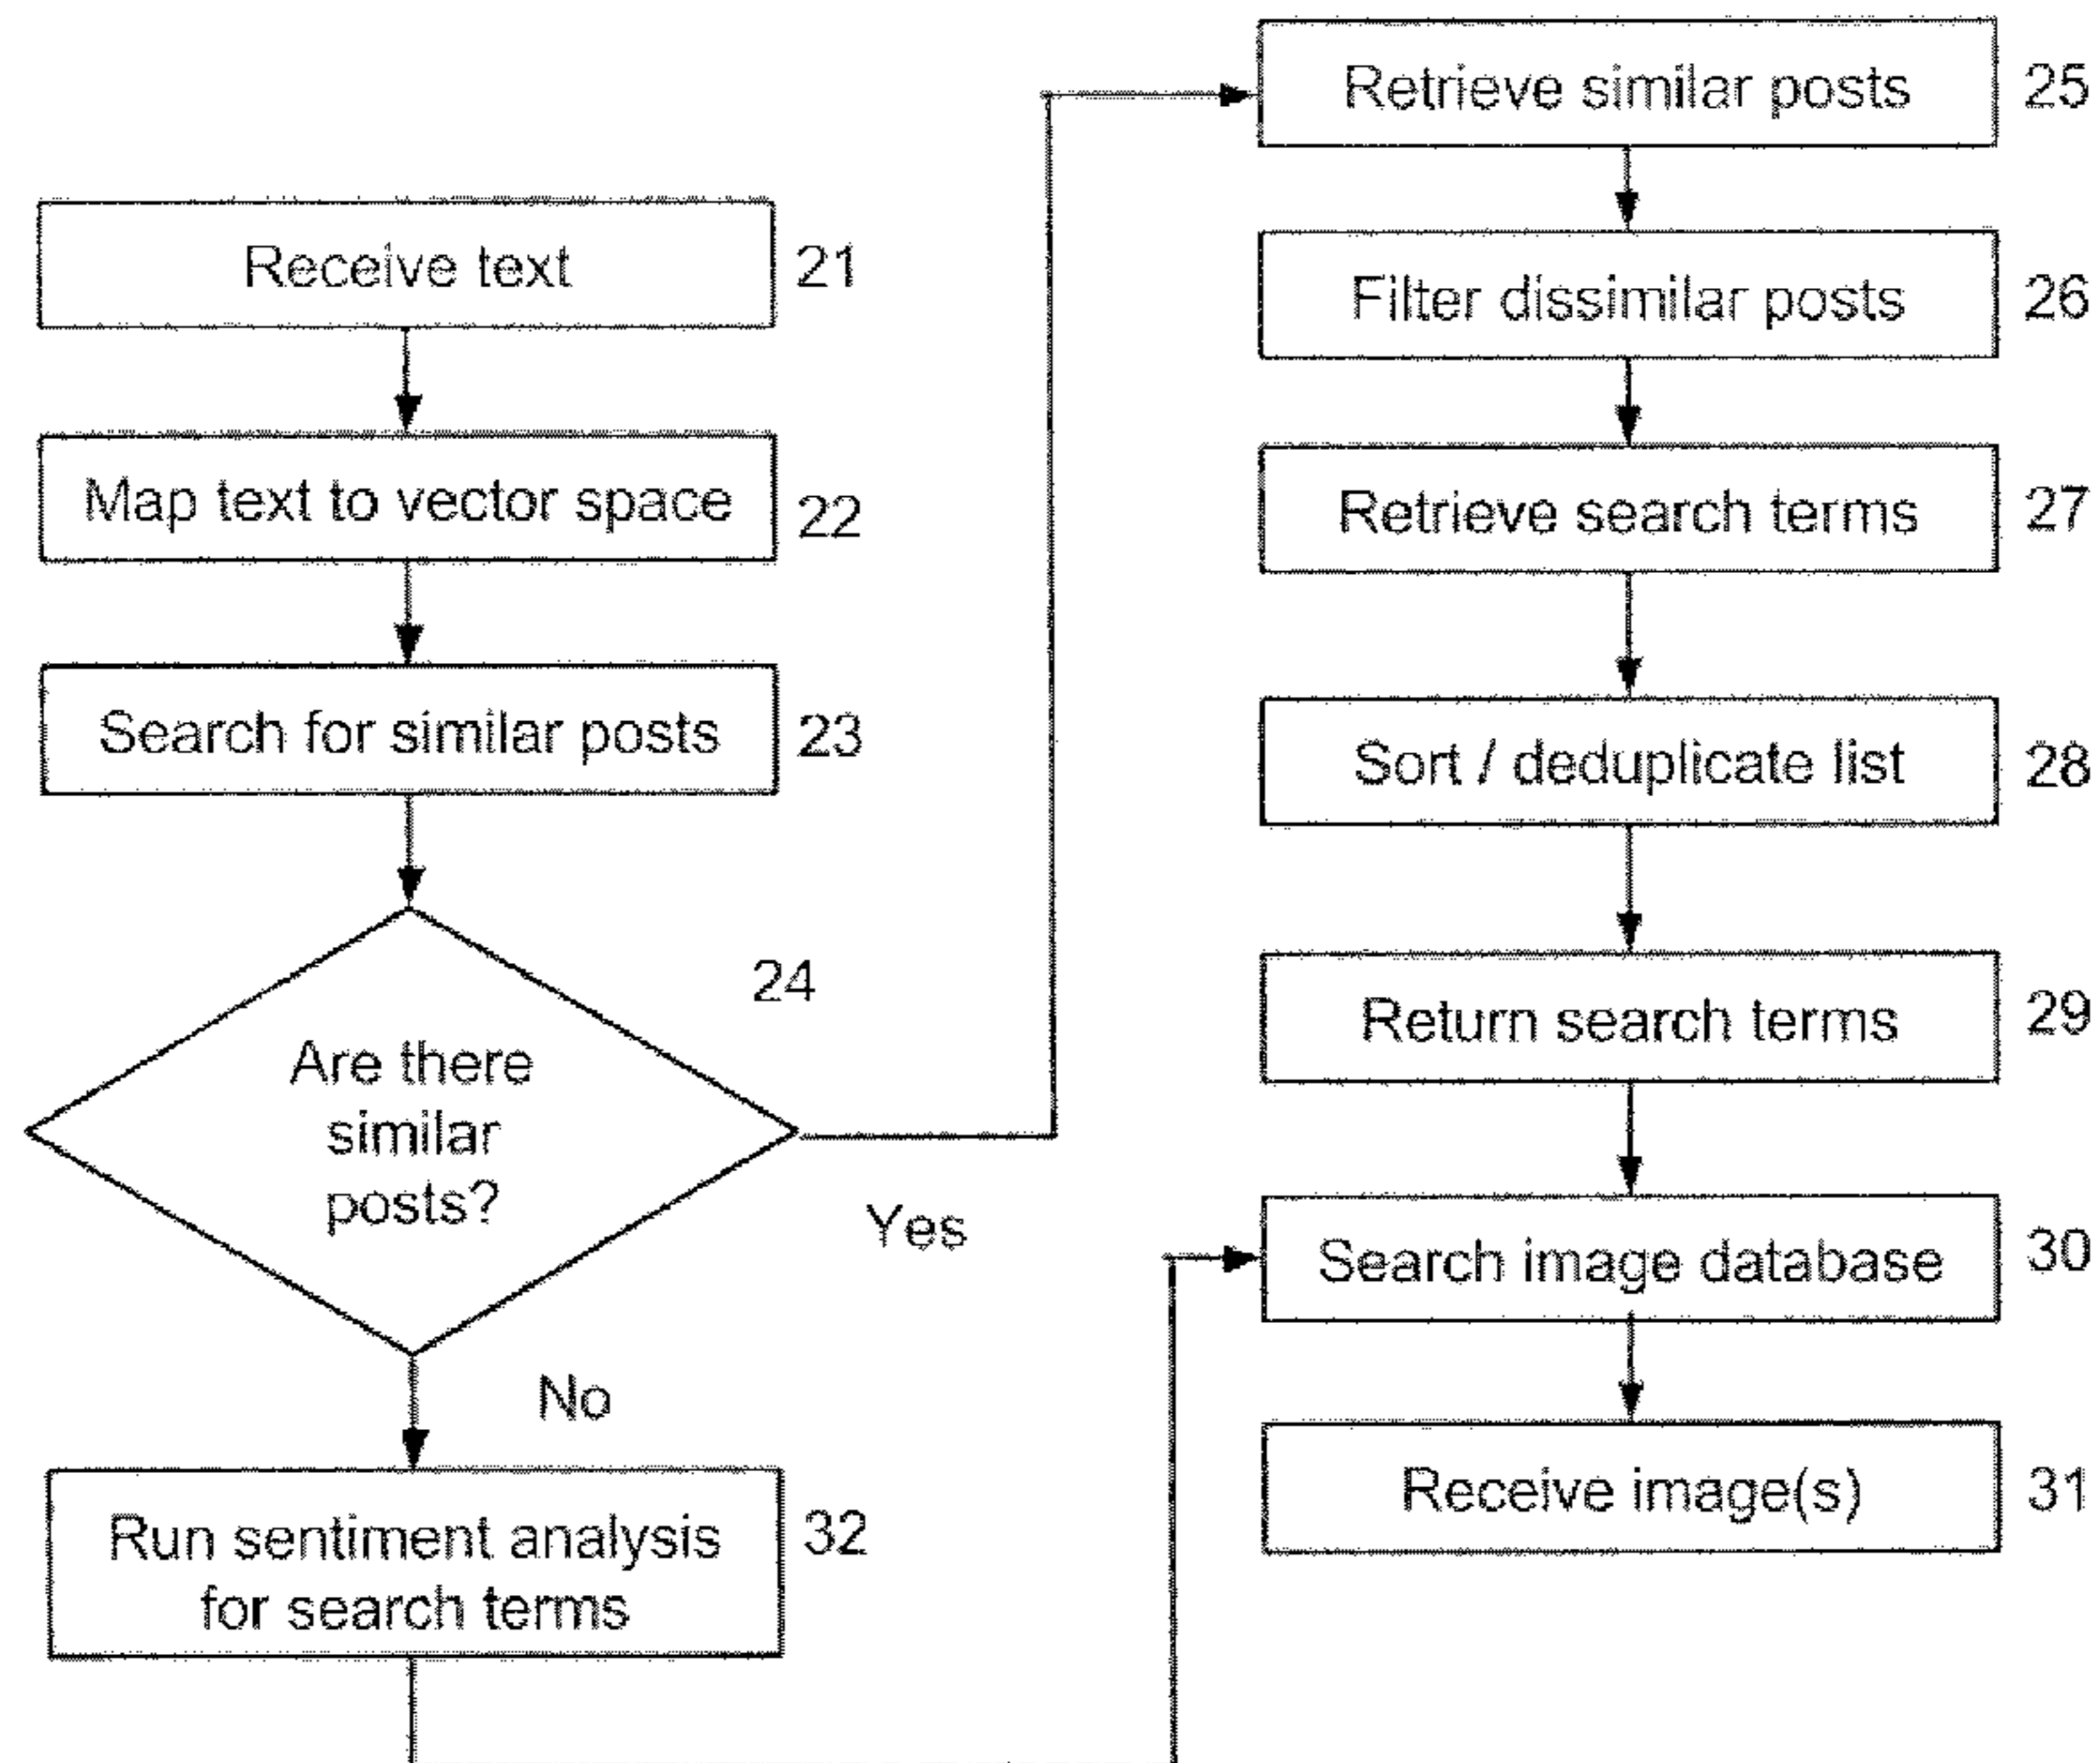 Receive text
21
Map text to vector space
22
Search for similar posts
23
24
Are there
similar
posts?
Yes
No
Run sentiment analysis
for search terms
32
Retrieve similar posts
25
Filter dissimilar posts
26
Retrieve search terms
27
Sort / deduplicate list
28
Return search terms
29
Search image database
30
Receive image(s)
31